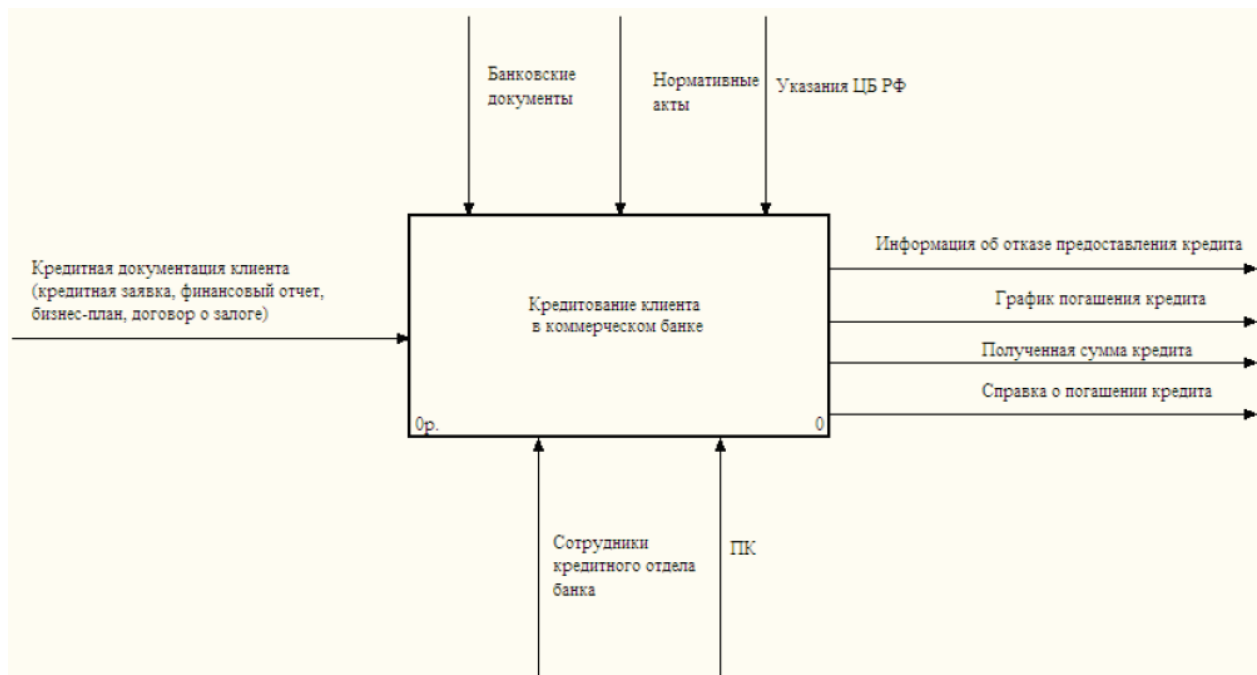 Банковские
документы
Нормативные
акты
Указания ЦБ РФ
Кредитная документация клиента
(кредитная заявка, финансовый отчет,
бизнес-план, договор о залоге)
Кредитование клиента
в коммерческом банке
0р.
0
Информация об отказе предоставления кредита
График погашения кредита
Полученная сумма кредита
Справка о погашении кредита
Сотрудники
кредитного отдела
банка
ПК